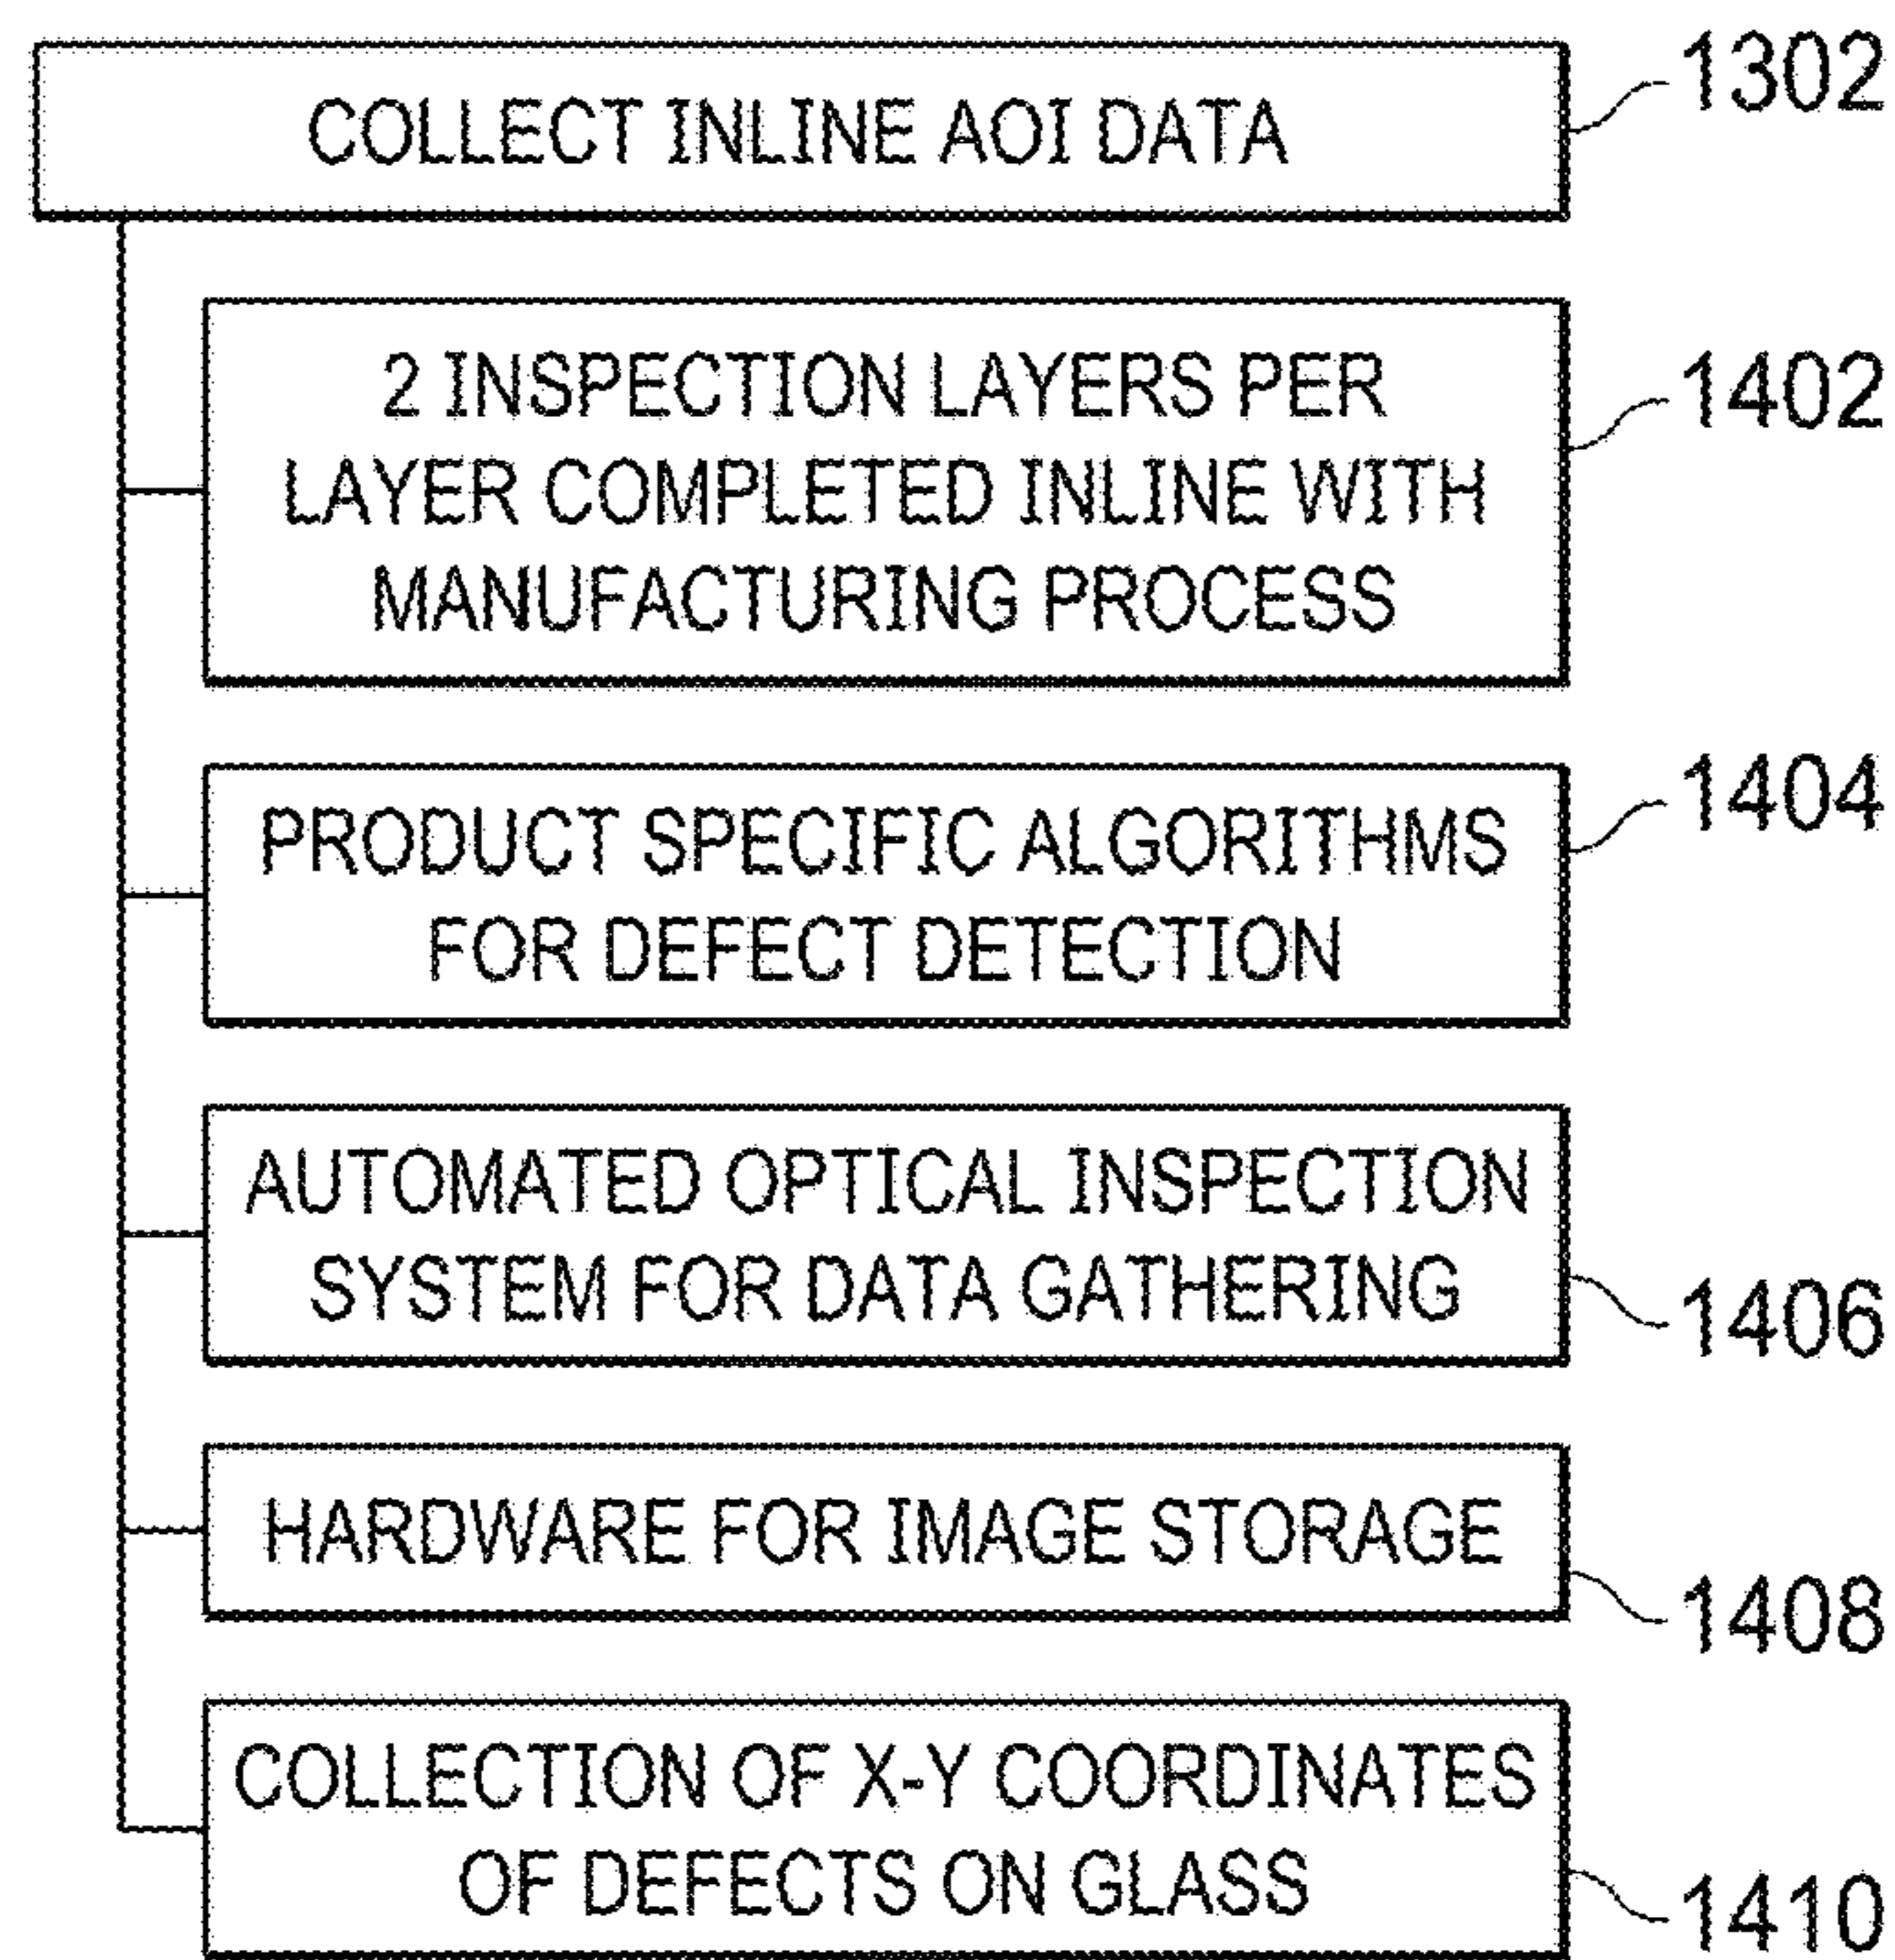 COLLECT INLINE AOI DATA
1302
2 INSPECTION LAYERS PER
LAYER COMPLETED INLINE WITH
MANUFACTURING PROCESS
1402
PRODUCT SPECIFIC ALGORITHMS
FOR DEFECT DETECTION
1404
AUTOMATED OPTICAL INSPECTION
SYSTEM FOR DATA GATHERING
1406
HARDWARE FOR IMAGE STORAGE
1408
COLLECTION OF X-Y COORDINATES
OF DEFECTS ON GLASS
1410